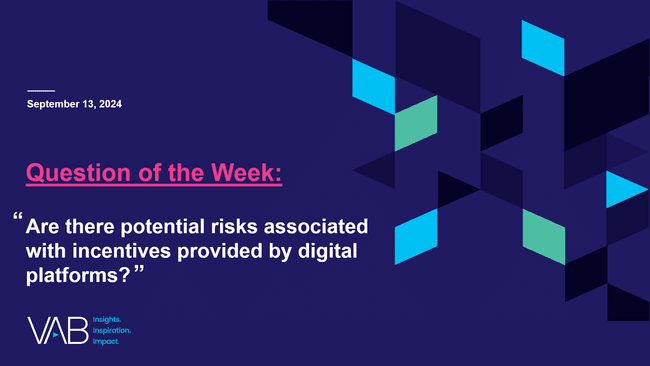 September 13, 2024
Question of the Week:
“Are there potential risks associated
with incentives provided by digital
platforms?”
VAB
Insights.
Inspiration.
Impact.